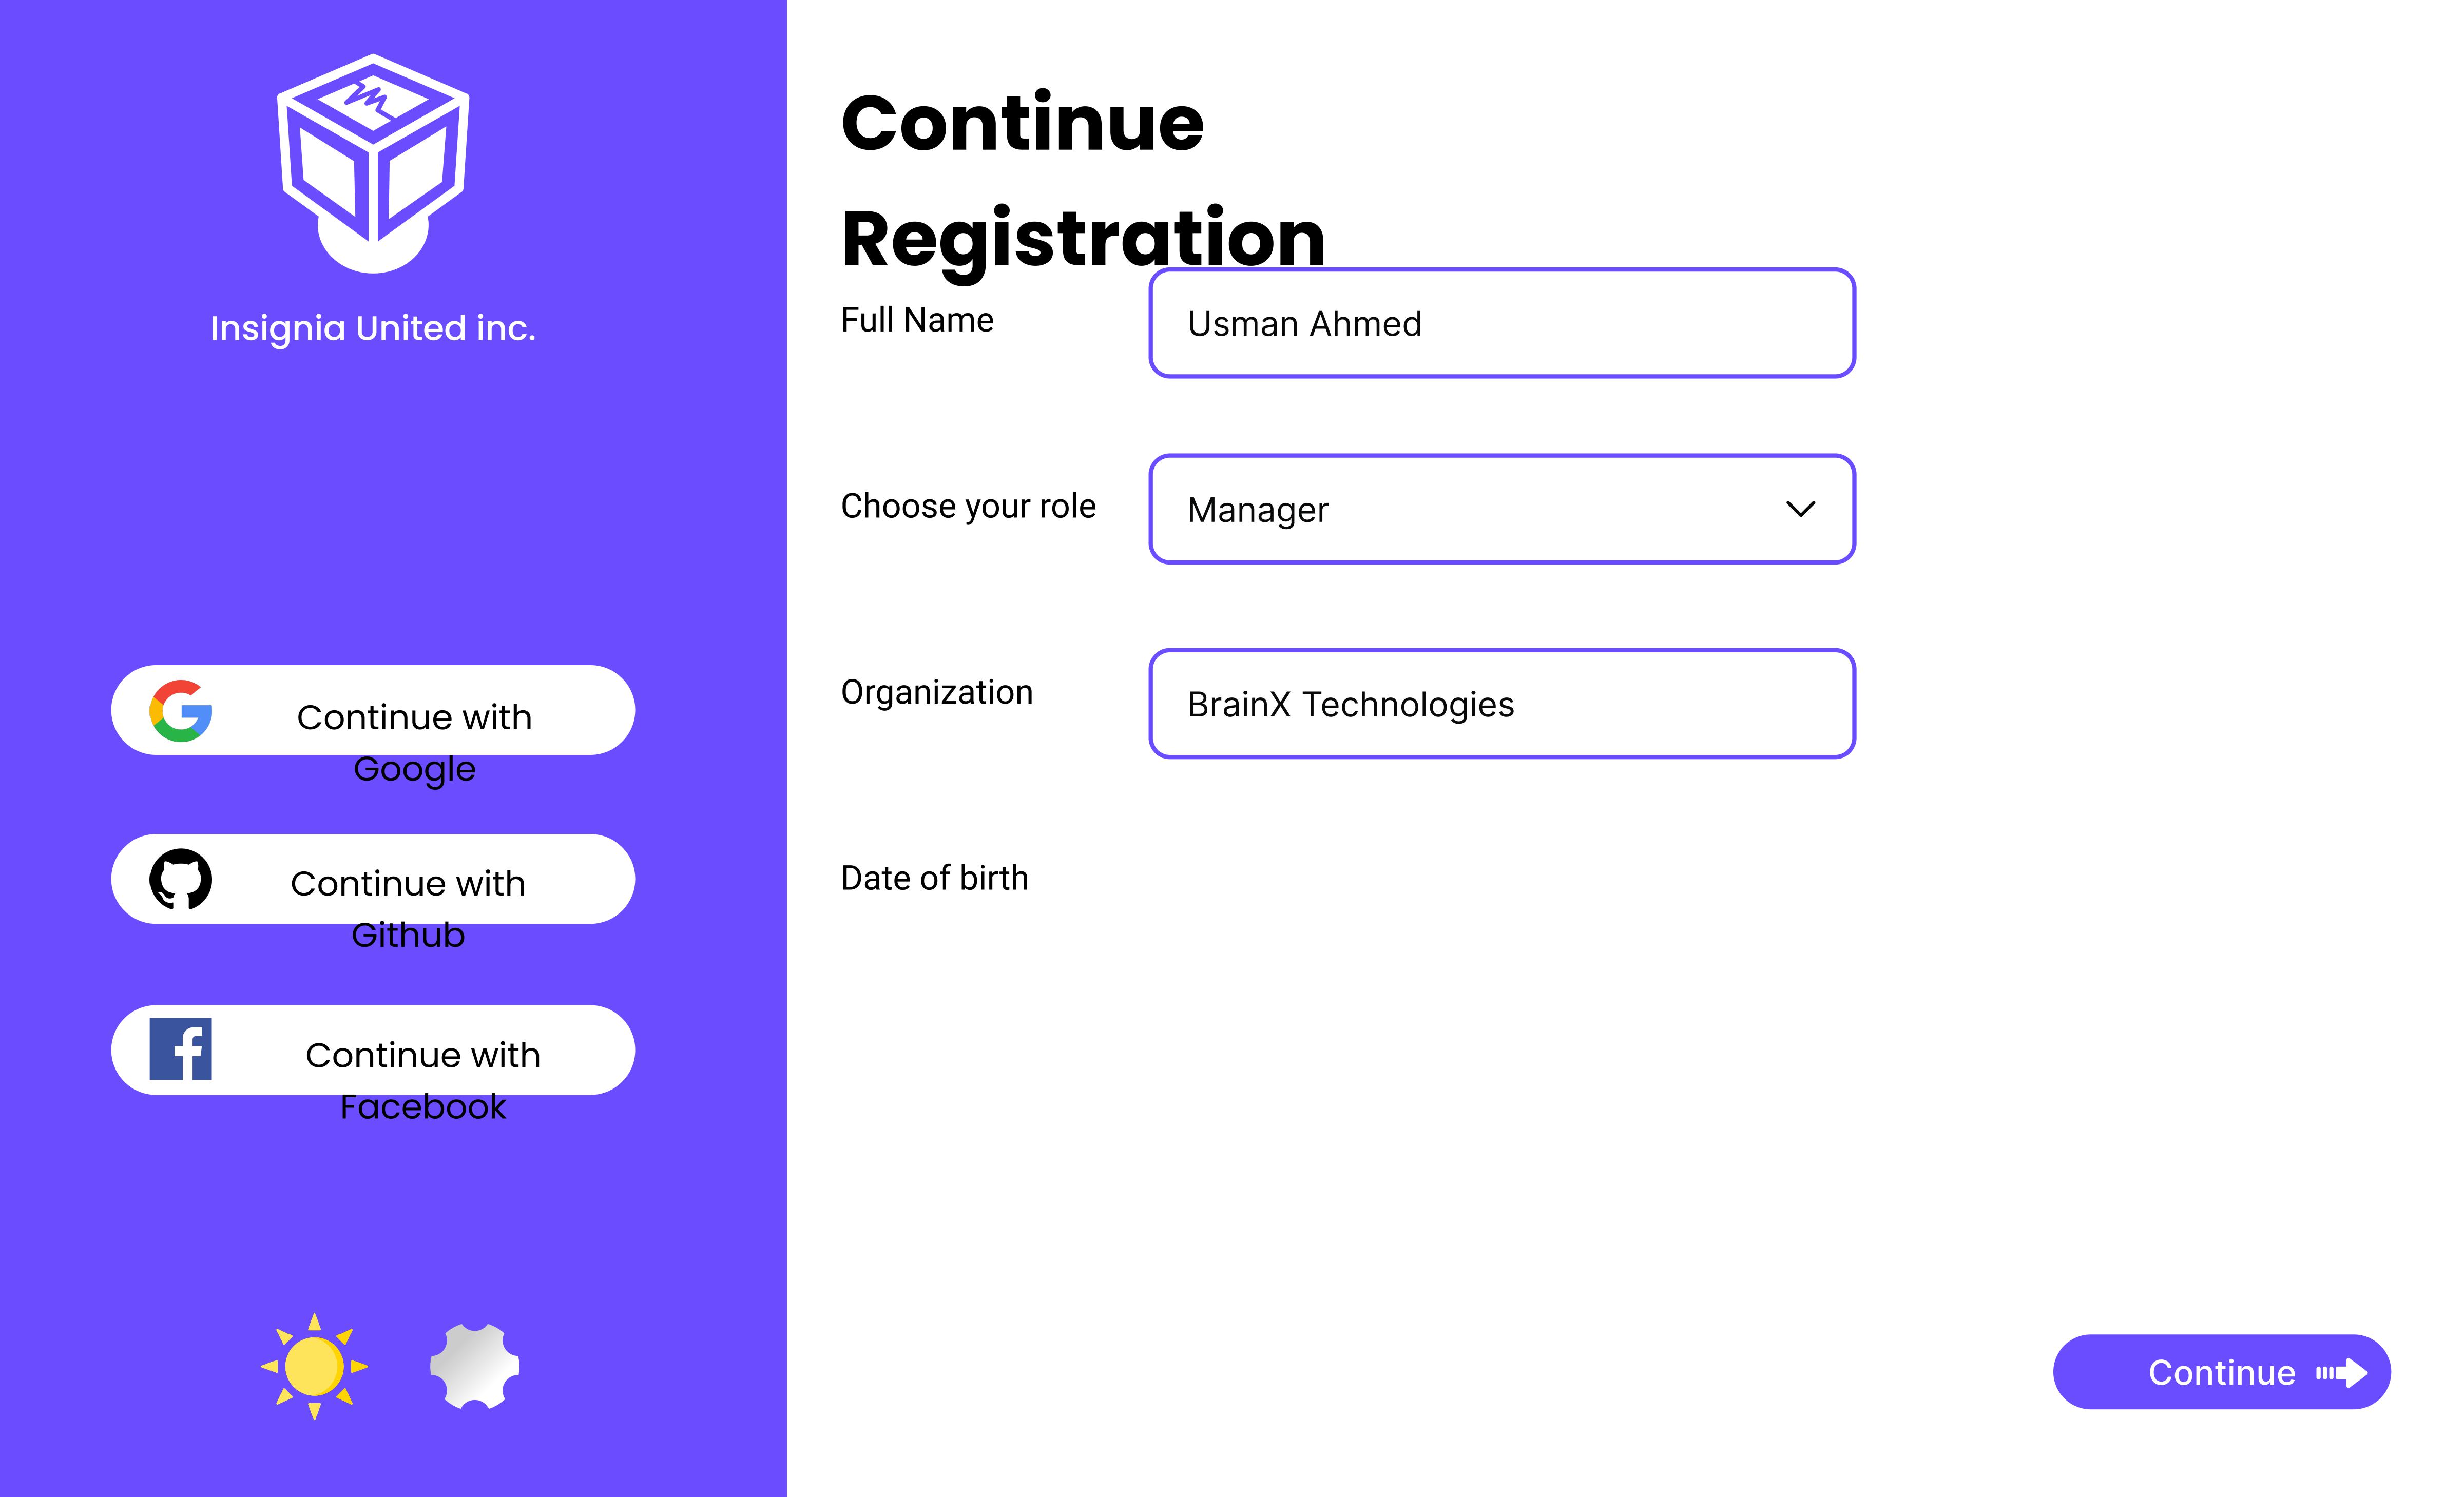 Insignia United inc.
Continue with
Google
Continue with
Github
Continue with
Facebook
Continue
Registration
Full Name
Usman Ahmed
Choose your role
Manager
Organization
BrainX Technologies
Date of birth
Continue